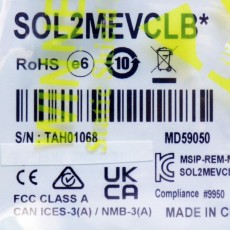 SOL2MEVCLB*
RoHS e6 10
S/N : TAH01068 MD59050
MSIP-REM-M
SOL2MEVCL
UK CA
FCC CLASS A Compliance #9950
CAN ICES-3(A) / NMB-3(A) MADE IN